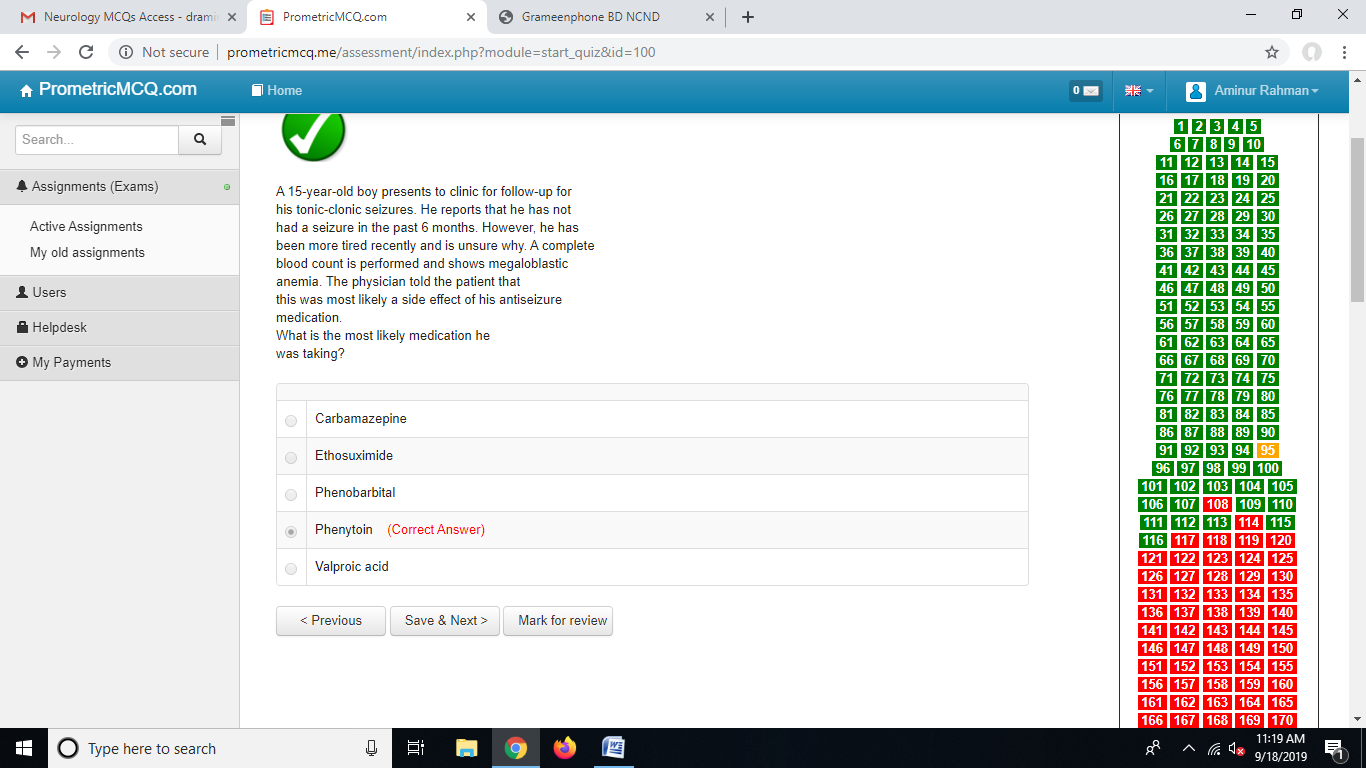 Neurology MCQs Access - drami
PrometricMCQ.com
Grameenphone BD NCND
Not secure | prometricmcq.me/assessment/index.php?module=start_quiz&id=100
PrometricMCQ.com
Home
0
Aminur Rahman
Search...
Assignments (Exams)
Active Assignments
My old assignments
Users
Helpdesk
My Payments
A 15-year-old boy presents to clinic for follow-up for
his tonic-clonic seizures. He reports that he has not
had a seizure in the past 6 months. However, he has
been more tired recently and is unsure why. A complete
blood count is performed and shows megaloblastic
anemia. The physician told the patient that
this was most likely a side effect of his antiseizure
medication.
What is the most likely medication he
was taking?
Carbamazepine
Ethosuximide
Phenobarbital
Phenytoin (Correct Answer)
Valproic acid
< Previous
Save & Next >
Mark for review
1 2 3 4 5
6 7 8 9 10
11 12 13 14 15
16 17 18 19 20
21 22 23 24 25
26 27 28 29 30
31 32 33 34 35
36 37 38 39 40
41 42 43 44 45
46 47 48 49 50
51 52 53 54 55
56 57 58 59 60
61 62 63 64 65
66 67 68 69 70
71 72 73 74 75
76 77 78 79 80
81 82 83 84 85
86 87 88 89 90
91 92 93 94 95
96 97 98 99 100
101 102 103 104 105
106 107 108 109 110
111 112 113 114 115
116 117 118 119 120
121 122 123 124 125
126 127 128 129 130
131 132 133 134 135
136 137 138 139 140
141 142 143 144 145
146 147 148 149 150
151 152 153 154 155
156 157 158 159 160
161 162 163 164 165
166 167 168 169 170
Type here to search
11:19 AM
9/18/2019
1